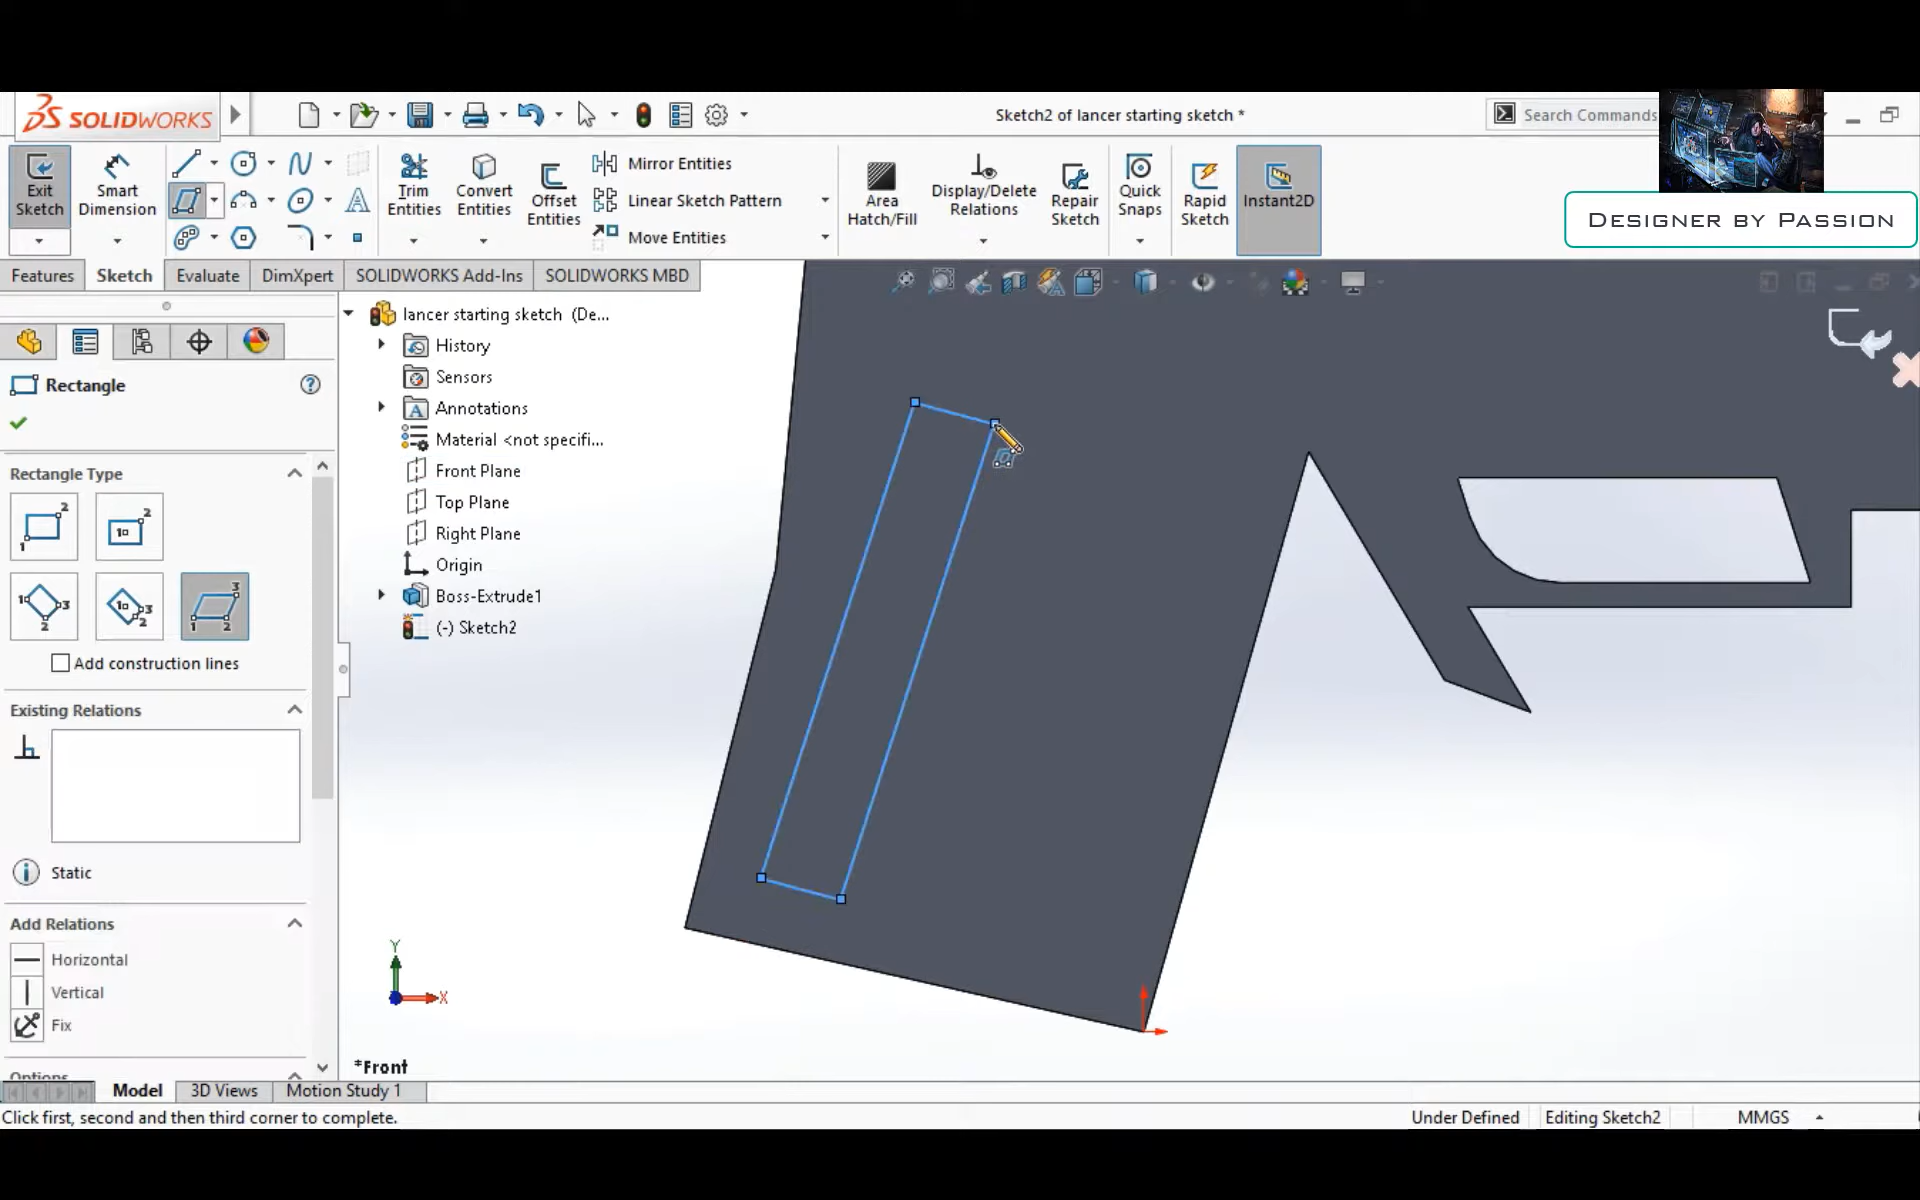 SOLIDWORKS
Sketch2 of lancer starting sketch *
Search Commands
Exit Sketch
Smart Dimension
Trim Entities
Convert Entities
Offset Entities
Mirror Entities
Linear Sketch Pattern
Move Entities
Area Hatch/Fill
Display/Delete Relations
Repair Sketch
Quick Snaps
Rapid Sketch
Instant2D
Designer by Passion
Features
Sketch
Evaluate
DimXpert
SOLIDWORKS Add-Ins
SOLIDWORKS MBD
lancer starting sketch (De...
History
Sensors
Annotations
Material <not specifi...
Front Plane
Top Plane
Right Plane
Origin
Boss-Extrude1
(-) Sketch2
Rectangle
Rectangle Type
Add construction lines
Existing Relations
Static
Add Relations
Horizontal
Vertical
Fix
Options
Y
X
*Front
Model
3D Views
Motion Study 1
Click first, second and then third corner to complete.
Under Defined
Editing Sketch2
MMGS